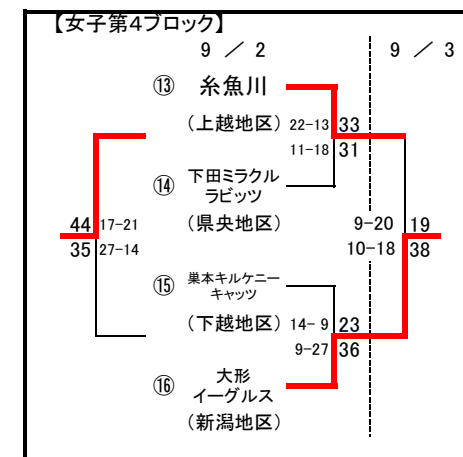 【女子第4ブロック】
9 ／ 2
9 ／ 3
⑬ 糸魚川
（上越地区） 22-13 33
11-18 31
⑭ 下田ミラクル
ラビッツ
（県央地区）
44 17-21
35 27-14
9-20 19
10-18 38
⑮ 巣本キルケニー
キャッツ
（下越地区） 14- 9 23
9-27 36
⑯ 大形
イーグルス
（新潟地区）